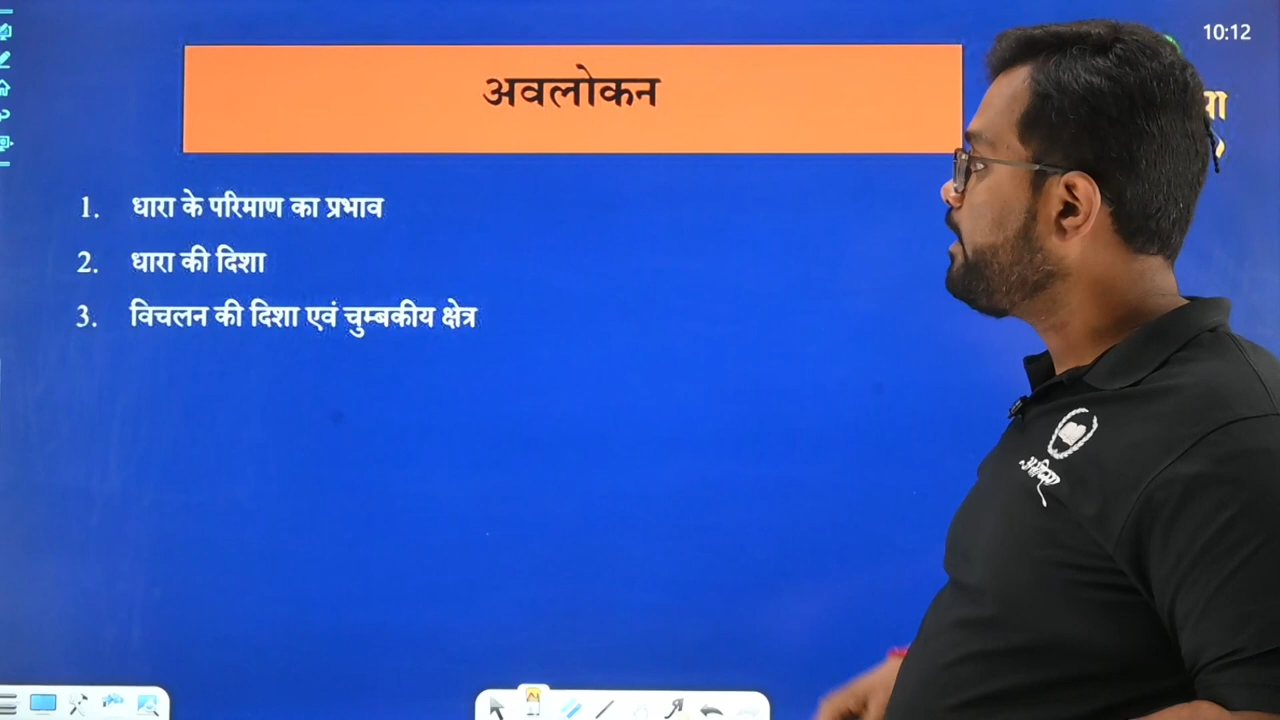 10:12
अवलोकन
1. धारा के परिमाण का प्रभाव
2. धारा की दिशा
3. विचलन की दिशा एवं चुम्बकीय क्षेत्र